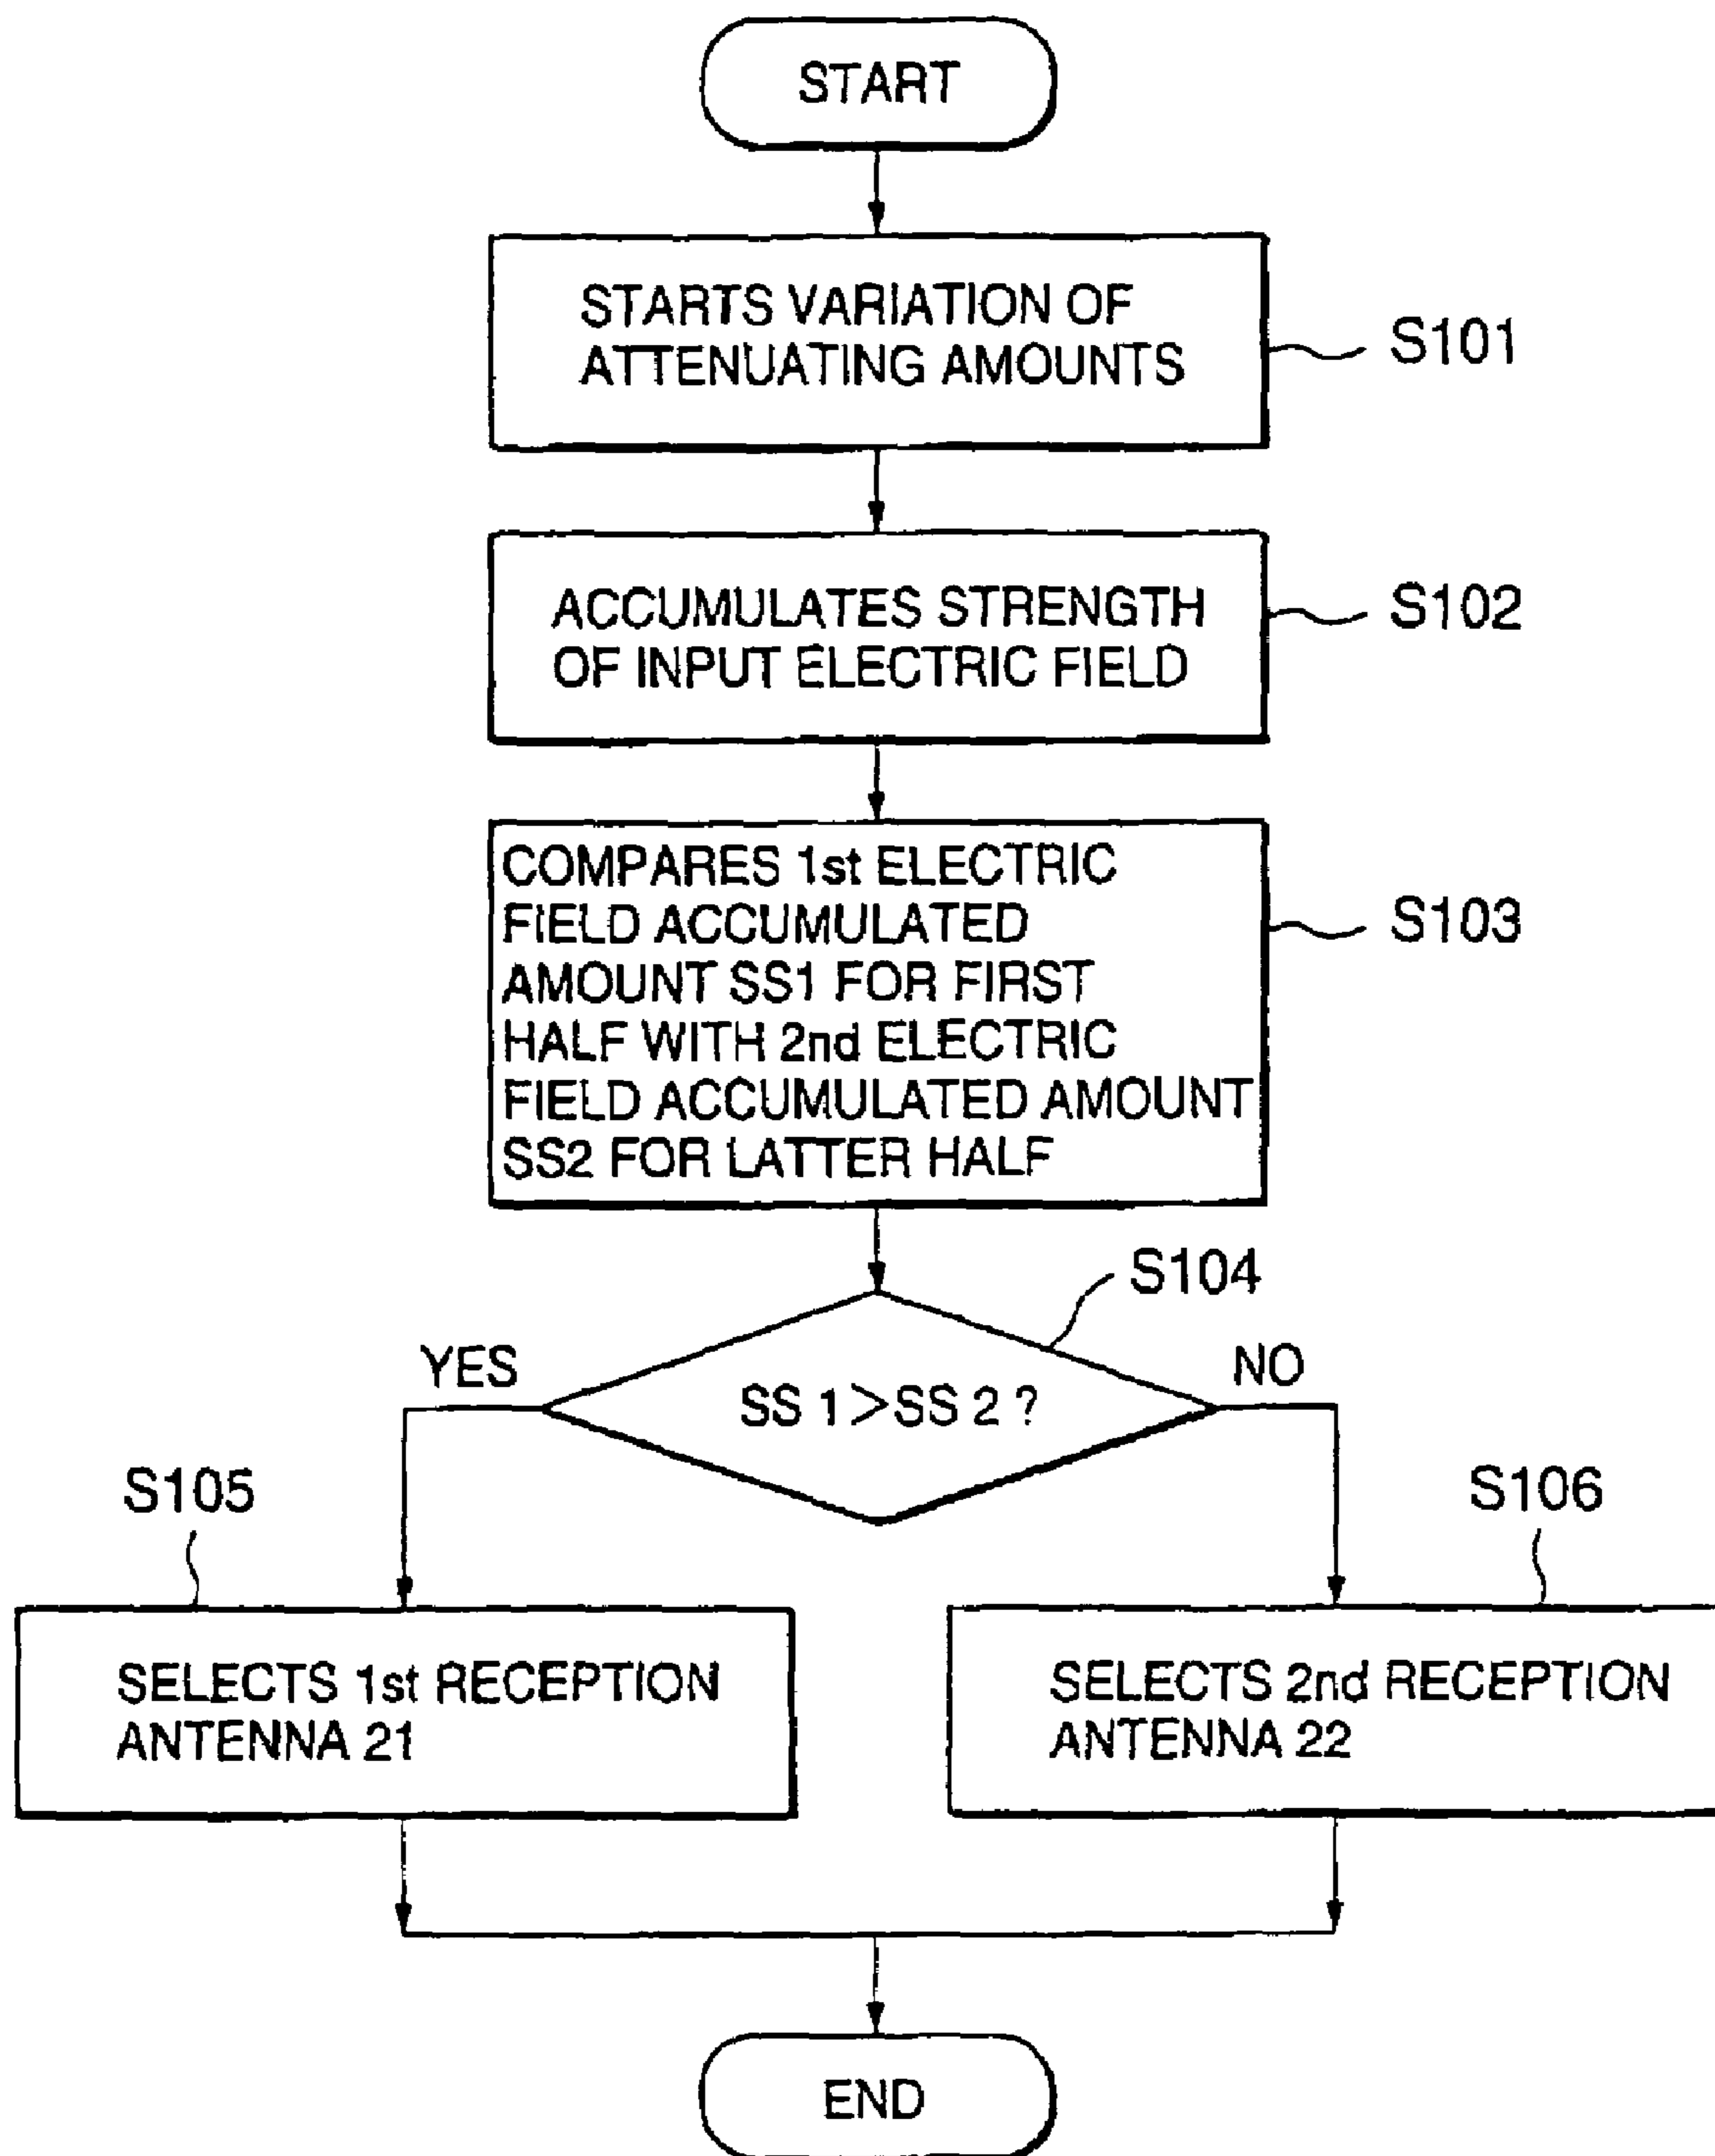 START
STARTS VARIATION OF
ATTENUATING AMOUNTS
S101
ACCUMULATES STRENGTH
OF INPUT ELECTRIC FIELD
S102
COMPARES 1st ELECTRIC
FIELD ACCUMULATED
AMOUNT SS1 FOR FIRST
HALF WITH 2nd ELECTRIC
FIELD ACCUMULATED AMOUNT
SS2 FOR LATTER HALF
S103
S104
YES
NO
SS 1>SS 2 ?
S105
S106
SELECTS 1st RECEPTION
ANTENNA 21
SELECTS 2nd RECEPTION
ANTENNA 22
END